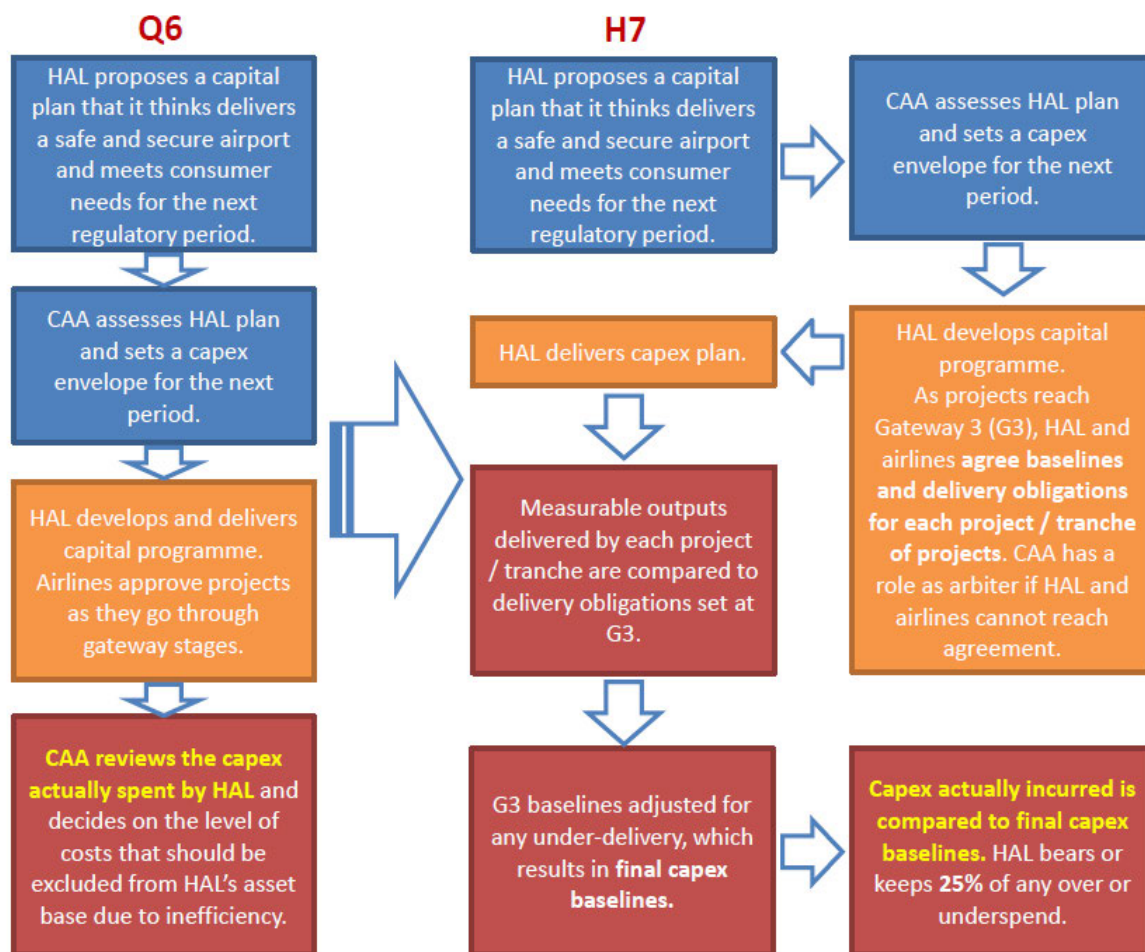 Q6
HAL proposes a capital
plan that it thinks delivers
a safe and secure airport
and meets consumer
needs for the next
regulatory period.
CAA assesses HAL plan
and sets a capex
envelope for the next
period.
HAL develops and delivers
capital programme.
Airlines approve projects
as they go through
gateway stages.
CAA reviews the capex
actually spent by HAL and
decides on the level of
costs that should be
excluded from HAL’s asset
base due to inefficiency.
H7
HAL proposes a capital
plan that it thinks delivers
a safe and secure airport
and meets consumer
needs for the next
regulatory period.
CAA assesses HAL plan
and sets a capex
envelope for the next
period.
HAL develops capital
programme.
As projects reach
Gateway 3 (G3), HAL and
airlines agree baselines
and delivery obligations
for each project / tranche
of projects. CAA has a
role as arbiter if HAL and
airlines cannot reach
agreement.
HAL delivers capex plan.
Measurable outputs
delivered by each project
/ tranche are compared to
delivery obligations set at
G3.
G3 baselines adjusted for
any under-delivery, which
results in final capex
baselines.
Capex actually incurred is
compared to final capex
baselines. HAL bears or
keeps 25% of any over or
underspend.